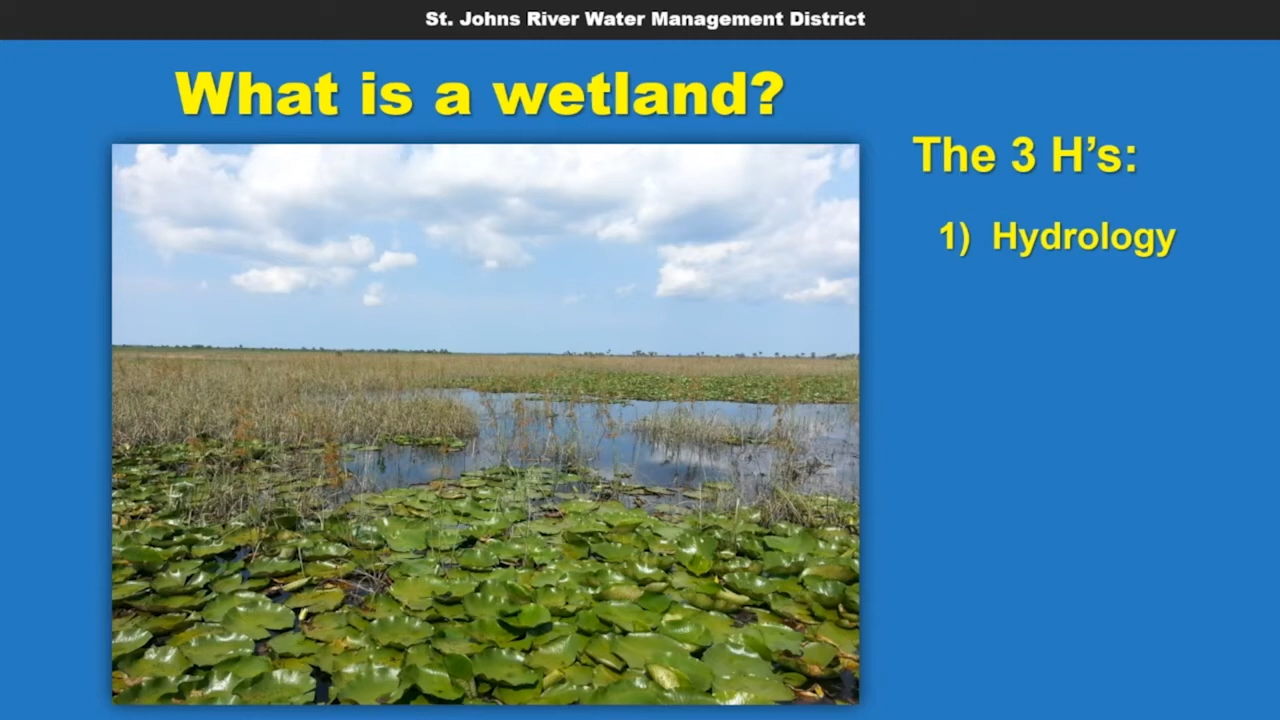 St. Johns River Water Management District
What is a wetland?
The 3 H’s:
1) Hydrology